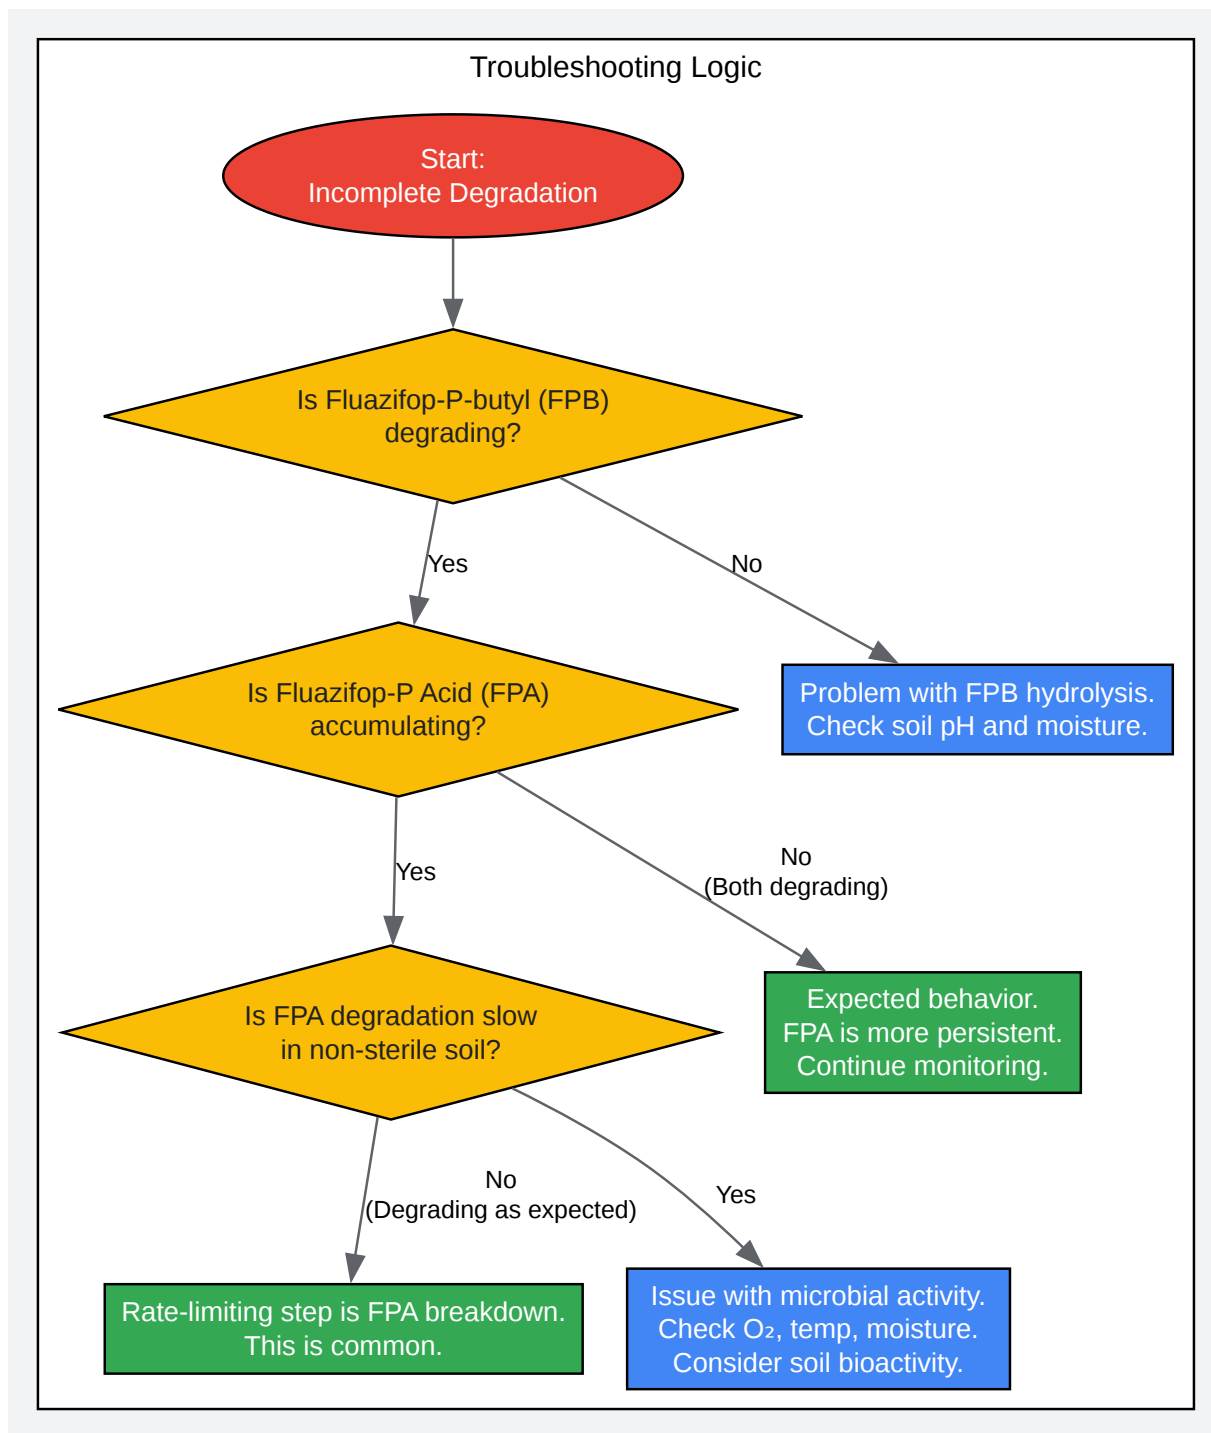 Troubleshooting Logic
Start:
Incomplete Degradation
Is Fluazifop-P-butyl (FPB)
degrading?
Yes
No
Is Fluazifop-P Acid (FPA)
accumulating?
Problem with FPB hydrolysis.
Check soil pH and moisture.
Yes
No
(Both degrading)
Is FPA degradation slow
in non-sterile soil?
Expected behavior.
FPA is more persistent.
Continue monitoring.
No
(Degrading as expected)
Yes
Rate-limiting step is FPA breakdown.
This is common.
Issue with microbial activity.
Check O₂, temp, moisture.
Consider soil bioactivity.